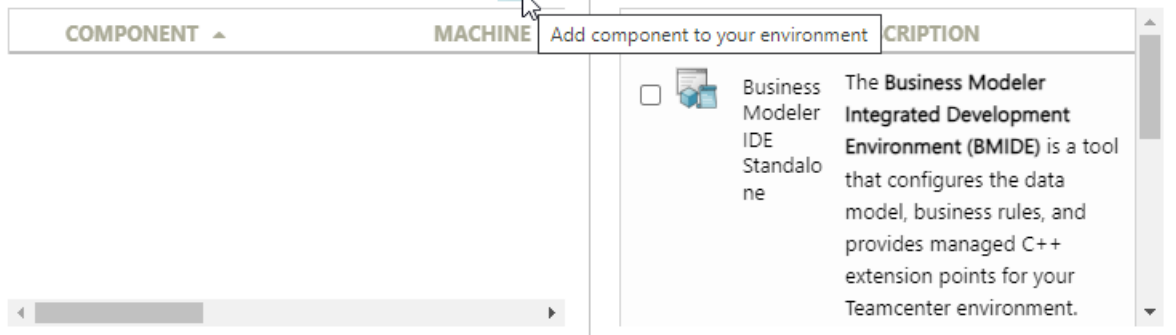 COMPONENT
MACHINE
Add component to your environment
CRIPTION
Business
Modeler
IDE
Standalo
ne
The Business Modeler
Integrated Development
Environment (BMIDE) is a tool
that configures the data
model, business rules, and
provides managed C++
extension points for your
Teamcenter environment.